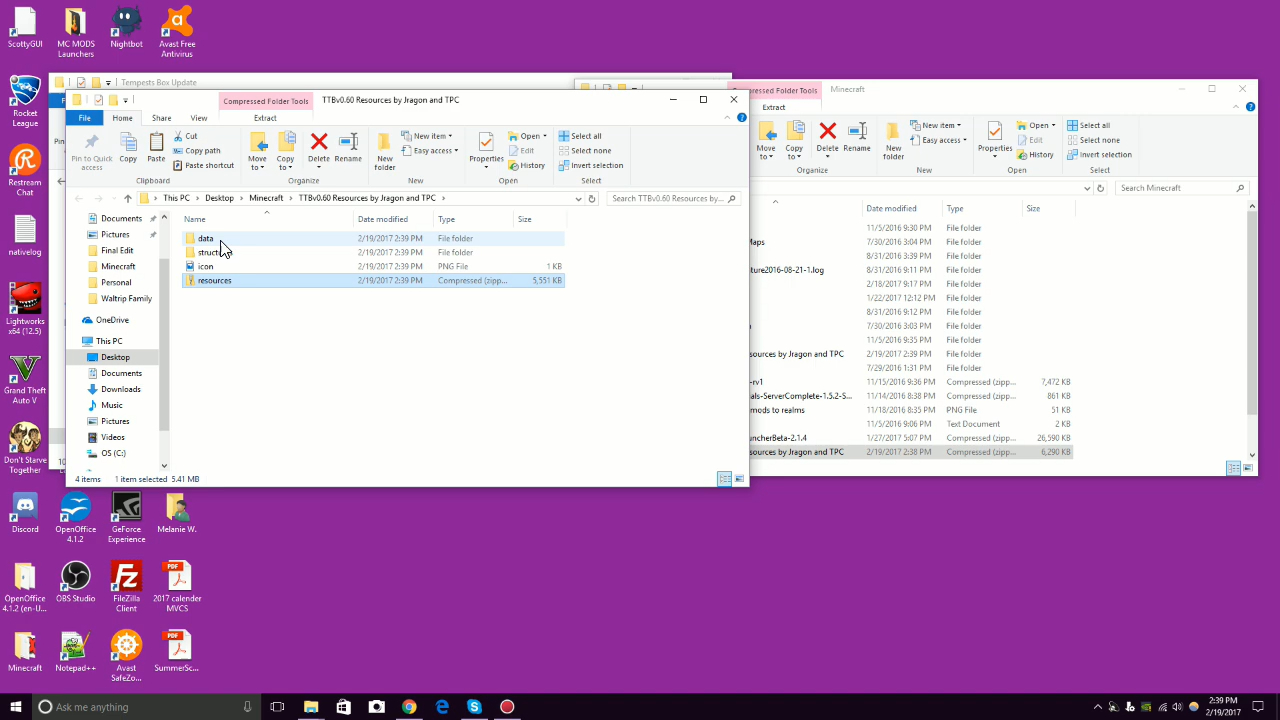 ScottyGUI
MC MODS Launchers
Nightbot
Avast Free Antivirus
Rocket League
Restream Chat
nativelog
Lightworks x64 (12.5)
Grand Theft Auto V
Don't Starve Together
Discord
OpenOffice 4.1.2
GeForce Experience
Melanie W.
OpenOffice 4.1.2 (en-U...
OBS Studio
FileZilla Client
2017 calender MVCS
Minecraft
Notepad++
Avast SafeZo...
SummerSc...
Tempests Box Update
Compressed Folder Tools
TTBv0.60 Resources by Jragon and TPC
File
Home
Share
View
Extract
Pin to Quick access
Copy
Paste
Cut
Copy path
Paste shortcut
Clipboard
Move to
Copy to
Delete
Rename
Organize
New folder
New item
Easy access
New
Properties
Open
Edit
History
Open
Select all
Select none
Invert selection
Select
This PC > Desktop > Minecraft > TTBv0.60 Resources by Jragon and TPC >
Search TTBv0.60 Resources by...
Documents
Pictures
Final Edit
Minecraft
Personal
Waltrip Family
OneDrive
This PC
Desktop
Documents
Downloads
Music
Pictures
Videos
OS (C:)
Name Date modified Type Size
data 2/19/2017 2:39 PM File folder
2/19/2017 2:39 PM File folder
icon 2/19/2017 2:39 PM PNG File 1 KB
resources 2/19/2017 2:39 PM Compressed (zipp... 5,551 KB
4 items 1 item selected 5.41 MB
Compressed Folder Tools
Minecraft
Extract
Move to
Copy to
Delete
Rename
Organize
New folder
New item
Easy access
New
Properties
Open
Edit
History
Open
Select all
Select none
Invert selection
Select
Search Minecraft
Date modified Type Size
11/5/2016 9:30 PM File folder
Maps 7/30/2016 3:04 PM File folder
8/31/2016 3:39 PM File folder
ture2016-08-21-1.log 8/31/2016 9:11 PM File folder
2/18/2017 9:17 PM File folder
1/22/2017 12:12 PM File folder
8/31/2016 9:12 PM File folder
7/30/2016 3:03 PM File folder
11/5/2016 9:35 PM File folder
sources by Jragon and TPC 2/19/2017 2:39 PM File folder
7/29/2016 1:31 PM File folder
-rv1 11/15/2016 9:36 PM Compressed (zipp... 7,472 KB
als-ServerComplete-1.5.2-S... 11/14/2016 8:38 PM Compressed (zipp... 861 KB
mods to realms 11/18/2016 8:35 PM PNG File 51 KB
11/5/2016 9:06 PM Text Document 2 KB
uncherBeta-2.1.4 1/27/2017 5:07 PM Compressed (zipp... 26,590 KB
sources by Jragon and TPC 2/19/2017 2:38 PM Compressed (zipp... 6,290 KB
Ask me anything
2:39 PM
2/19/2017